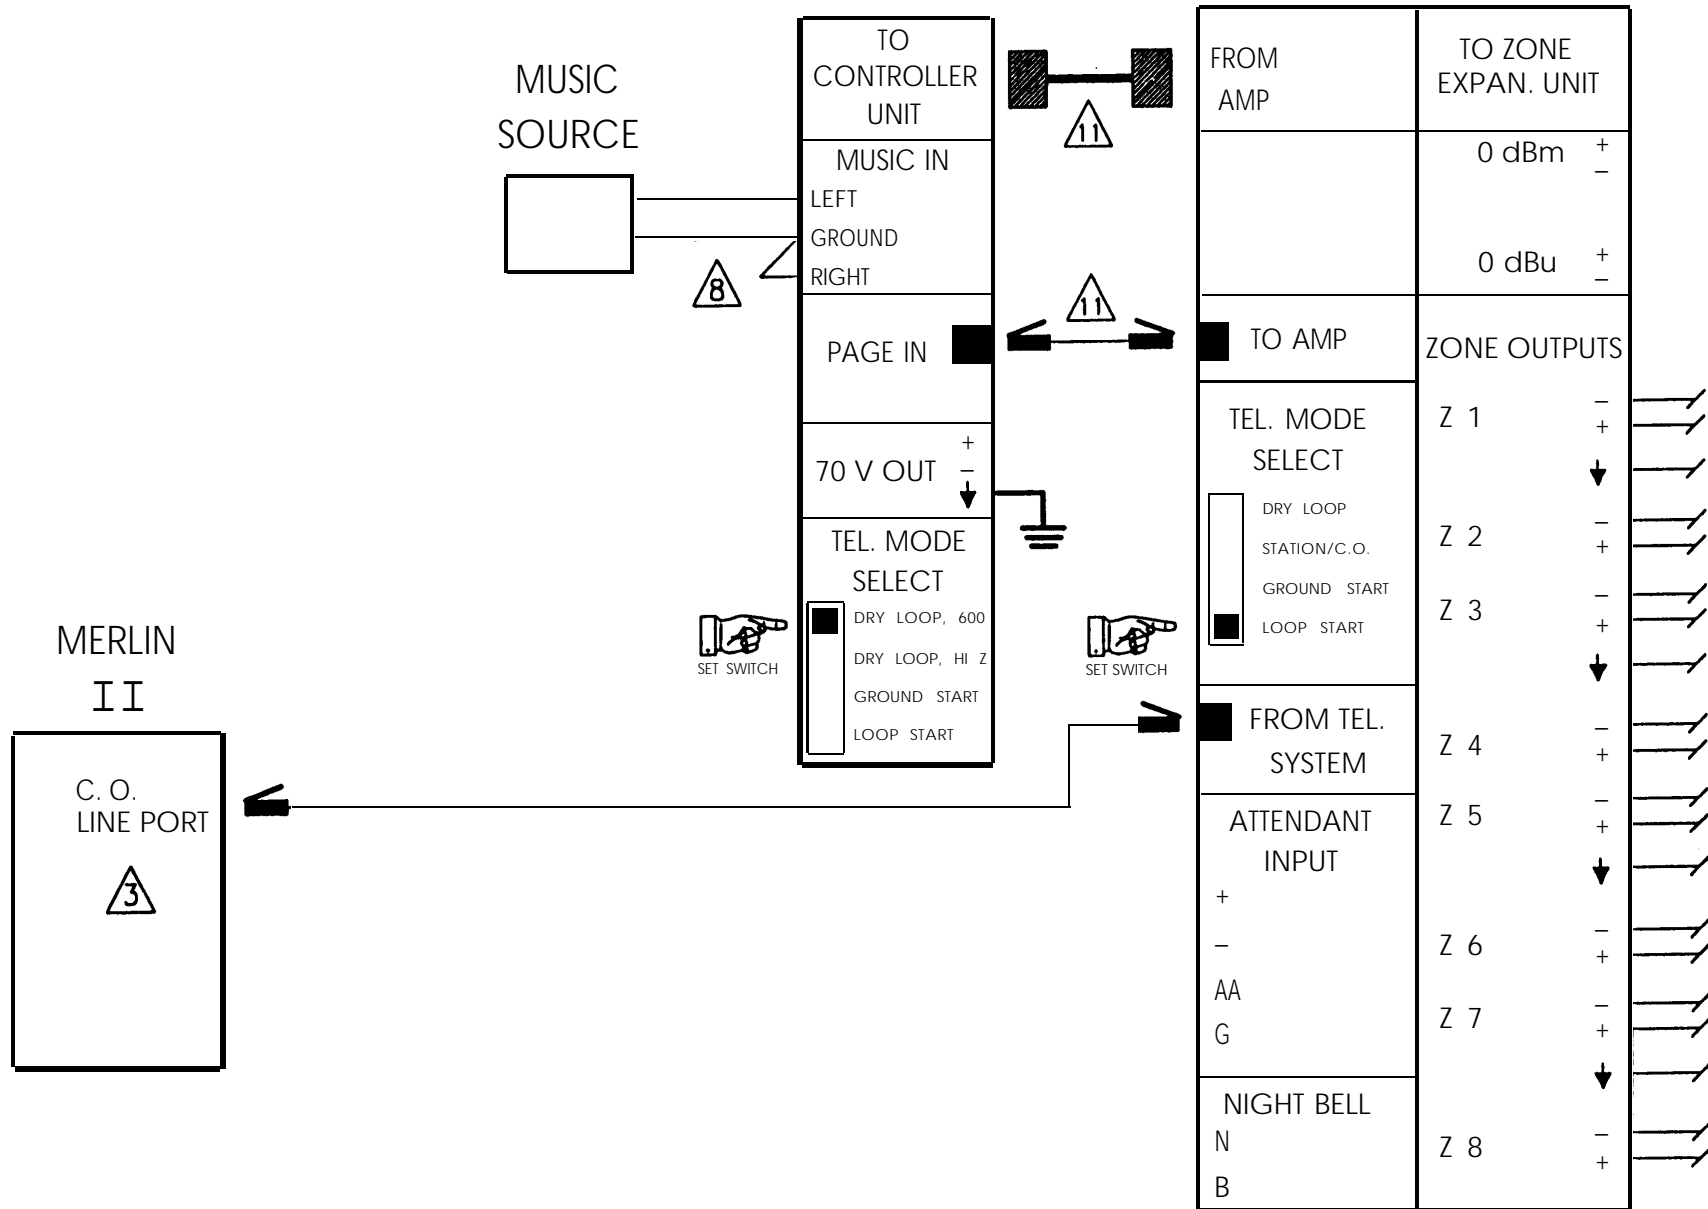 MUSIC
SOURCE
8
MERLIN
II
C. O.
LINE PORT
3
TO
CONTROLLER
UNIT
MUSIC IN
LEFT
GROUND
RIGHT
PAGE IN
70 V OUT
+
–
TEL. MODE
SELECT
DRY LOOP, 600
DRY LOOP, HI Z
GROUND START
LOOP START
SET SWITCH
11
11
SET SWITCH
FROM
AMP
TO AMP
TEL. MODE
SELECT
DRY LOOP
STATION/C.O.
GROUND START
LOOP START
FROM TEL.
SYSTEM
ATTENDANT
INPUT
+
–
AA
G
NIGHT BELL
N
B
TO ZONE
EXPAN. UNIT
0 dBm +
–
0 dBu +
–
ZONE OUTPUTS
Z 1 –
+
Z 2 –
+
Z 3 –
+
Z 4 –
+
Z 5 –
+
Z 6 –
+
Z 7 –
+
Z 8 –
+